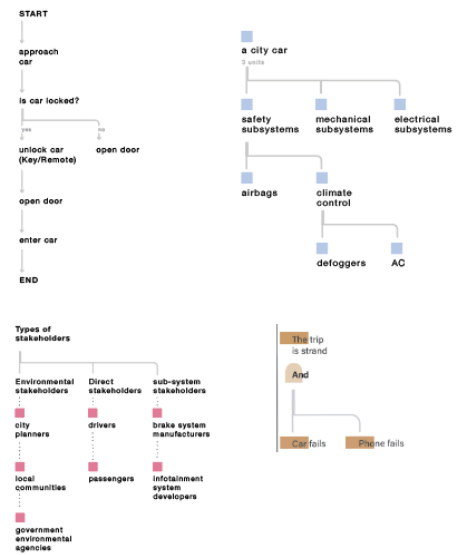 START
approach
car
is car locked?
yes
no
unlock car
(Key/Remote)
open door
open door
enter car
END
a city car
3 units
safety
subsystems
mechanical
subsystems
electrical
subsystems
airbags
climate
control
defoggers
AC
Types of
stakeholders
Environmental
stakeholders
Direct
stakeholders
sub-system
stakeholders
city
planners
drivers
brake system
manufacturers
local
communities
passengers
infotainment
system
developers
government
environmental
agencies
The trip
is strand
And
Car fails
Phone fails